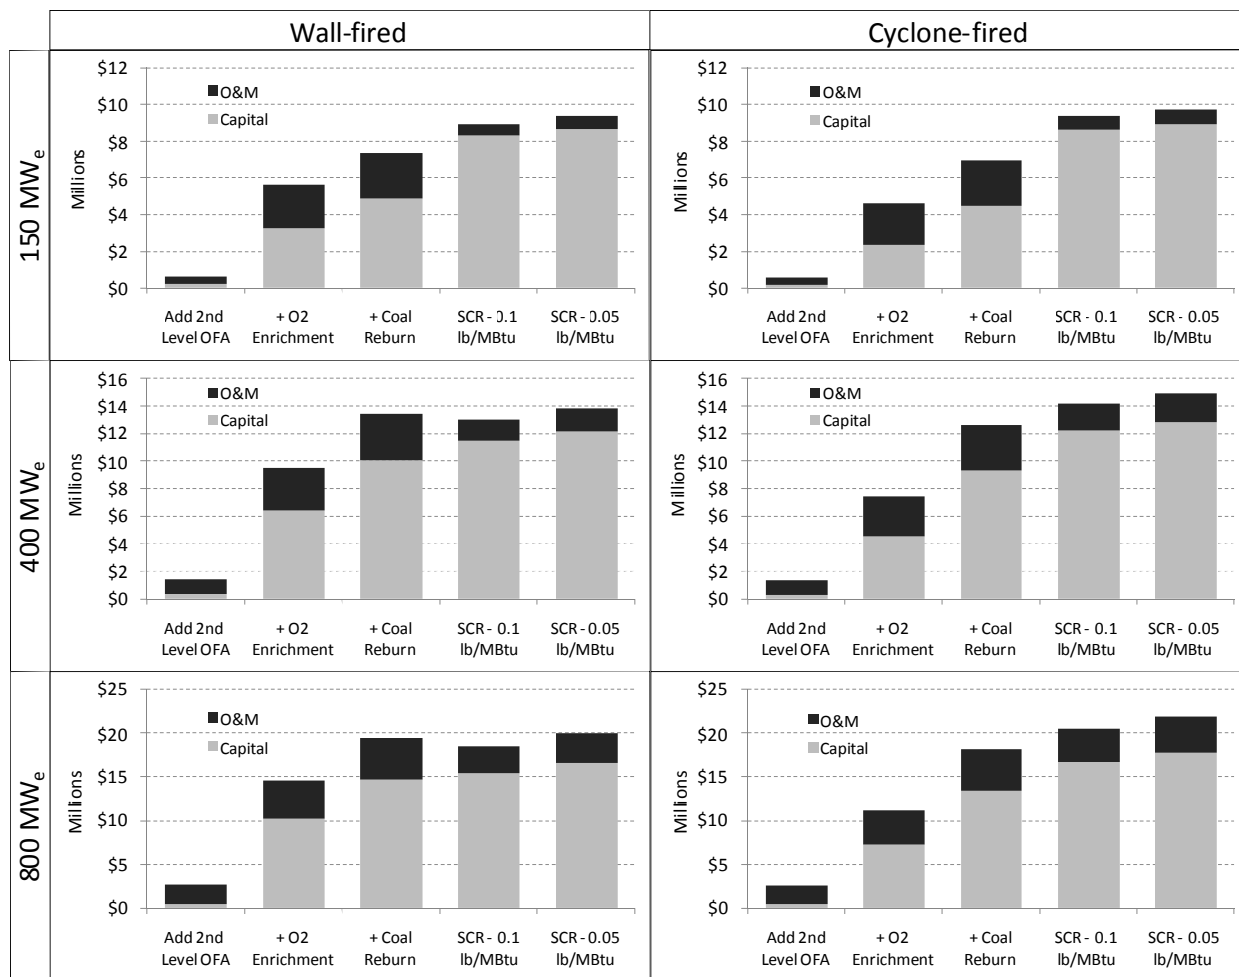 Wall-fired
Cyclone-fired
150 MWe
Millions
$12
$10
$8
$6
$4
$2
$0
O&M
Capital
Add 2nd Level OFA
+ O2 Enrichment
+ Coal Reburn
SCR - 0.1 lb/MBtu
SCR - 0.05 lb/MBtu
Millions
$12
$10
$8
$6
$4
$2
$0
O&M
Capital
Add 2nd Level OFA
+ O2 Enrichment
+ Coal Reburn
SCR - 0.1 lb/MBtu
SCR - 0.05 lb/MBtu
400 MWe
Millions
$16
$14
$12
$10
$8
$6
$4
$2
$0
O&M
Capital
Add 2nd Level OFA
+ O2 Enrichment
+ Coal Reburn
SCR - 0.1 lb/MBtu
SCR - 0.05 lb/MBtu
Millions
$16
$14
$12
$10
$8
$6
$4
$2
$0
O&M
Capital
Add 2nd Level OFA
+ O2 Enrichment
+ Coal Reburn
SCR - 0.1 lb/MBtu
SCR - 0.05 lb/MBtu
800 MWe
Millions
$25
$20
$15
$10
$5
$0
O&M
Capital
Add 2nd Level OFA
+ O2 Enrichment
+ Coal Reburn
SCR - 0.1 lb/MBtu
SCR - 0.05 lb/MBtu
Millions
$25
$20
$15
$10
$5
$0
O&M
Capital
Add 2nd Level OFA
+ O2 Enrichment
+ Coal Reburn
SCR - 0.1 lb/MBtu
SCR - 0.05 lb/MBtu